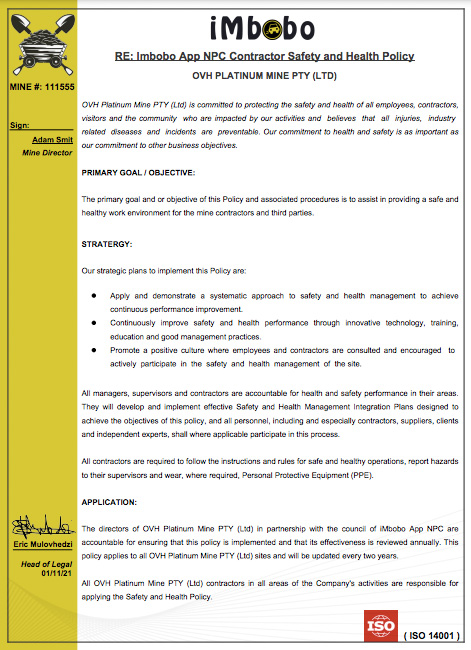 iMbobo
RE: Imbobo App NPC Contractor Safety and Health Policy
OVH PLATINUM MINE PTY (LTD)
MINE #: 111555
Sign:
Adam Smit
Mine Director
OVH Platinum Mine PTY (Ltd) is committed to protecting the safety and health of all employees, contractors,
visitors and the community who are impacted by our activities and believes that all injuries, industry
related diseases and incidents are preventable. Our commitment to health and safety is as important as
our commitment to other business objectives.
PRIMARY GOAL / OBJECTIVE:
The primary goal and or objective of this Policy and associated procedures is to assist in providing a safe and
healthy work environment for the mine contractors and third parties.
STRATERGY:
Our strategic plans to implement this Policy are:
● Apply and demonstrate a systematic approach to safety and health management to achieve
continuous performance improvement.
● Continuously improve safety and health performance through innovative technology, training,
education and good management practices.
● Promote a positive culture where employees and contractors are consulted and encouraged to
actively participate in the safety and health management of the site.
All managers, supervisors and contractors are accountable for health and safety performance in their areas.
They will develop and implement effective Safety and Health Management Integration Plans designed to
achieve the objectives of this policy, and all personnel, including and especially contractors, suppliers, clients
and independent experts, shall where applicable participate in this process.
All contractors are required to follow the instructions and rules for safe and healthy operations, report hazards
to their supervisors and wear, where required, Personal Protective Equipment (PPE).
APPLICATION:
The directors of OVH Platinum Mine PTY (Ltd) in partnership with the council of iMbobo App NPC are
accountable for ensuring that this policy is implemented and that its effectiveness is reviewed annually. This
policy applies to all OVH Platinum Mine PTY (Ltd) sites and will be updated every two years.
All OVH Platinum Mine PTY (Ltd) contractors in all areas of the Company's activities are responsible for
applying the Safety and Health Policy.
Eric Mulovhedzi
Head of Legal
01/11/21
ISO
( ISO 14001 )